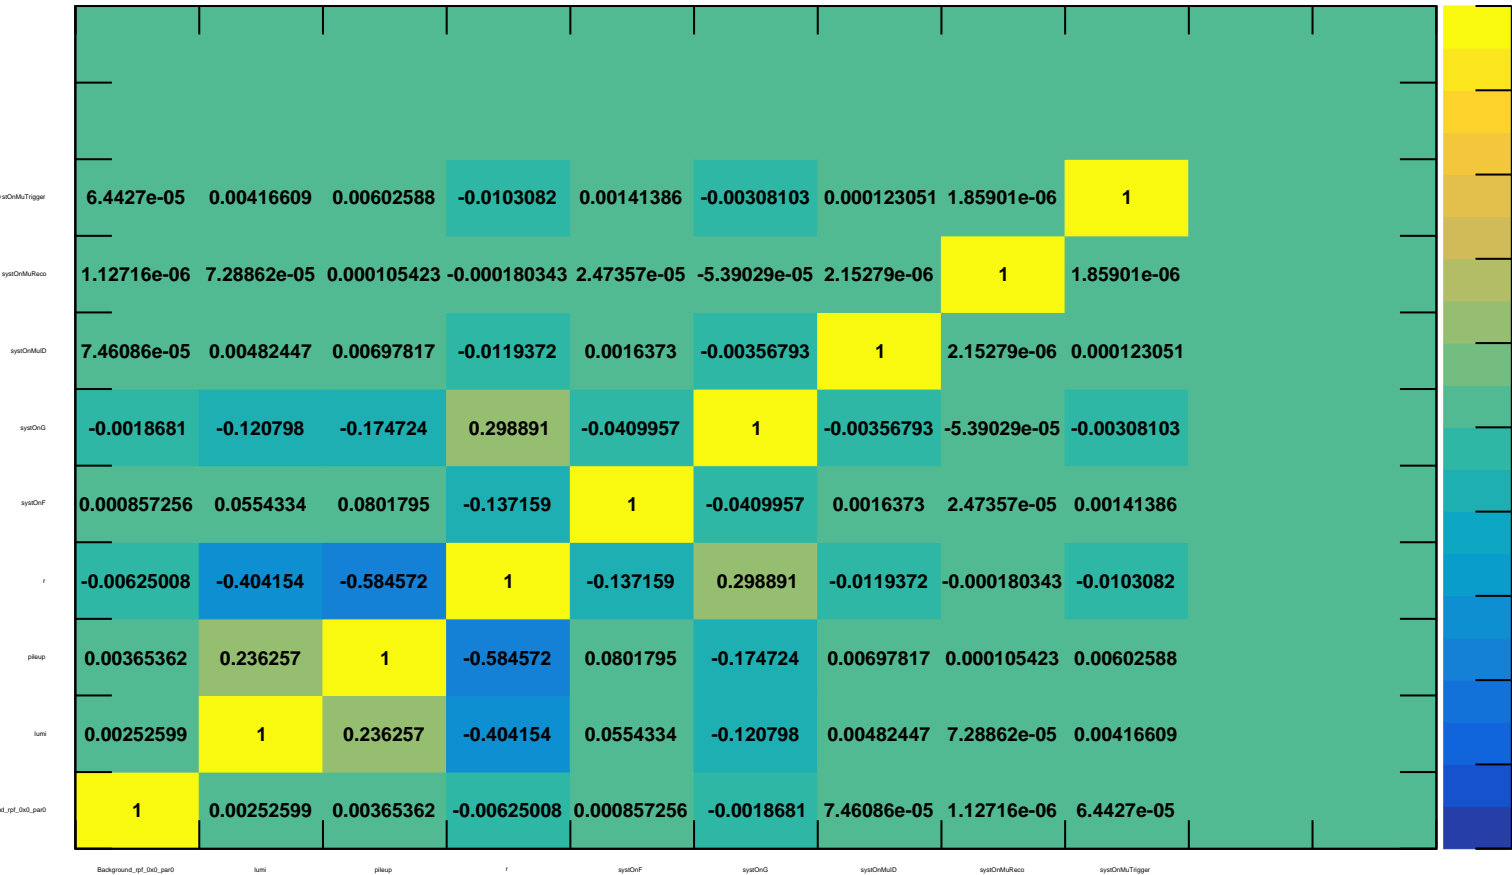 rstOnMuTrigger 6.4427e-05 0.00416609 0.00602588 -0.0103082 0.00141386 -0.00308103 0.000123051 1.85901e-06 1
systOnMuReco 1.12716e-06 7.28862e-05 0.000105423 -0.000180343 2.47357e-05 -5.39029e-05 2.15279e-06 1 1.85901e-06
systOnMuID 7.46086e-05 0.00482447 0.00697817 -0.0119372 0.0016373 -0.00356793 1 2.15279e-06 0.000123051
systOnG -0.0018681 -0.120798 -0.174724 0.298891 -0.0409957 1 -0.00356793 -5.39029e-05 -0.00308103
systOnF 0.000857256 0.0554334 0.0801795 -0.137159 1 -0.0409957 0.0016373 2.47357e-05 0.00141386
r -0.00625008 -0.404154 -0.584572 1 -0.137159 0.298891 -0.0119372 -0.000180343 -0.0103082
pileup 0.00365362 0.236257 1 -0.584572 0.0801795 -0.174724 0.00697817 0.000105423 0.00602588
lumi 0.00252599 1 0.236257 -0.404154 0.0554334 -0.120798 0.00482447 7.28862e-05 0.00416609
nd_rpf_0x0_par0 1 0.00252599 0.00365362 -0.00625008 0.000857256 -0.0018681 7.46086e-05 1.12716e-06 6.4427e-05
Background_rpf_0x0_par0 lumi pileup r systOnF systOnG systOnMuID systOnMuReco systOnMuTrigger